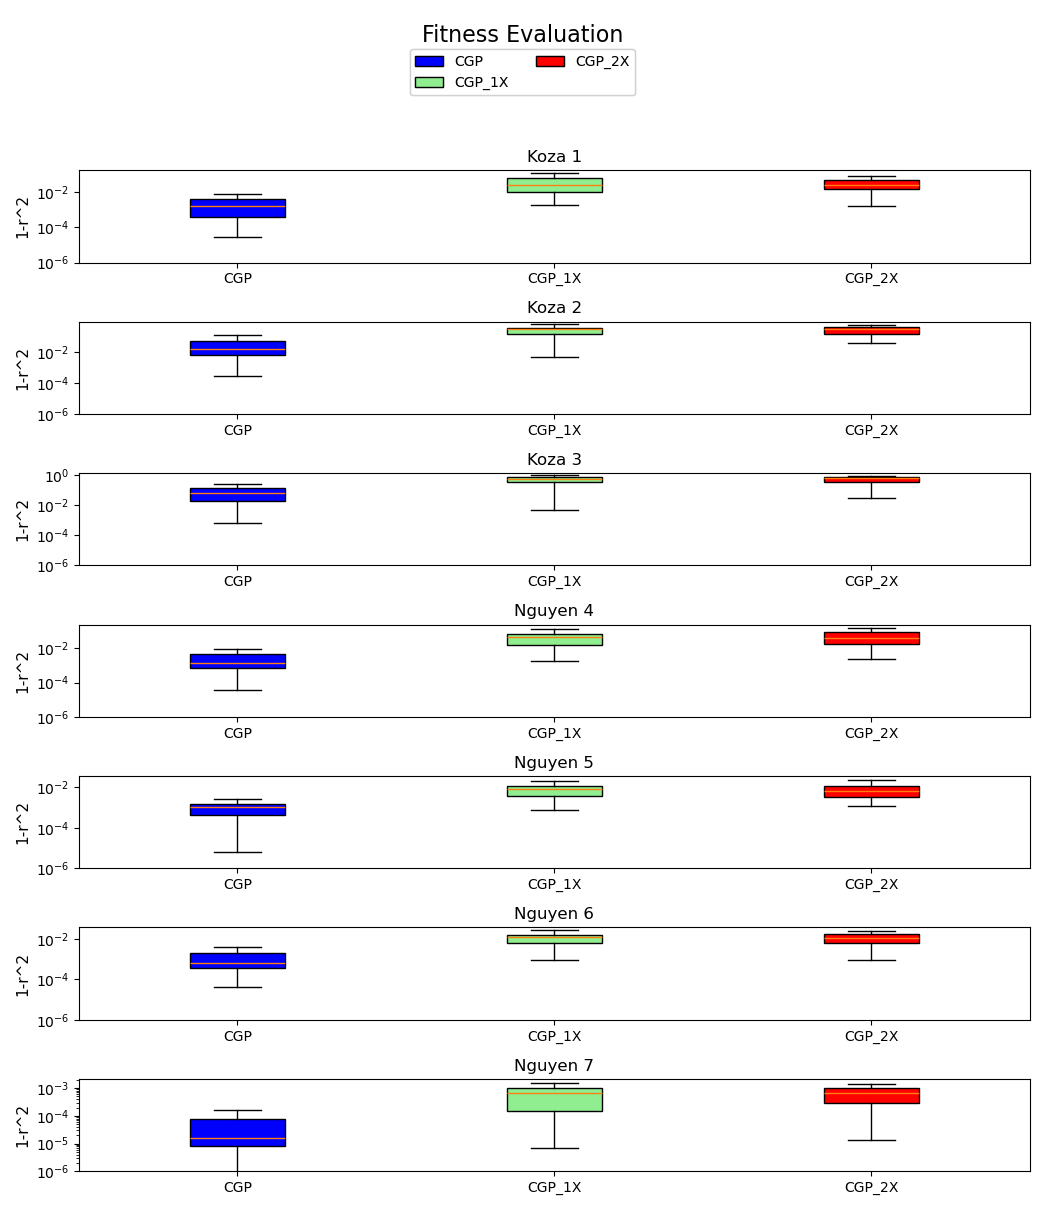 Fitness Evaluation
CGP CGP_2X
CGP_1X
Koza 1
1-r^2
10^-2
10^-4
10^-6
CGP CGP_1X CGP_2X
Koza 2
1-r^2
10^-2
10^-4
10^-6
CGP CGP_1X CGP_2X
Koza 3
1-r^2
10^0
10^-2
10^-4
10^-6
CGP CGP_1X CGP_2X
Nguyen 4
1-r^2
10^-2
10^-4
10^-6
CGP CGP_1X CGP_2X
Nguyen 5
1-r^2
10^-2
10^-4
10^-6
CGP CGP_1X CGP_2X
Nguyen 6
1-r^2
10^-2
10^-4
10^-6
CGP CGP_1X CGP_2X
Nguyen 7
1-r^2
10^-3
10^-4
10^-5
10^-6
CGP CGP_1X CGP_2X